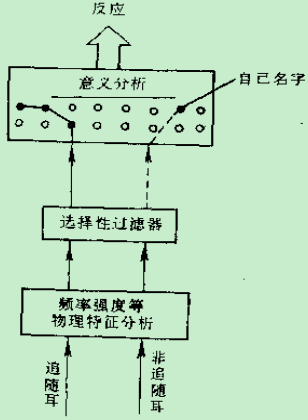 反应
意义分析
自己名字
选择性过滤器
频率强度等
物理特征分析
追随耳
非追随耳